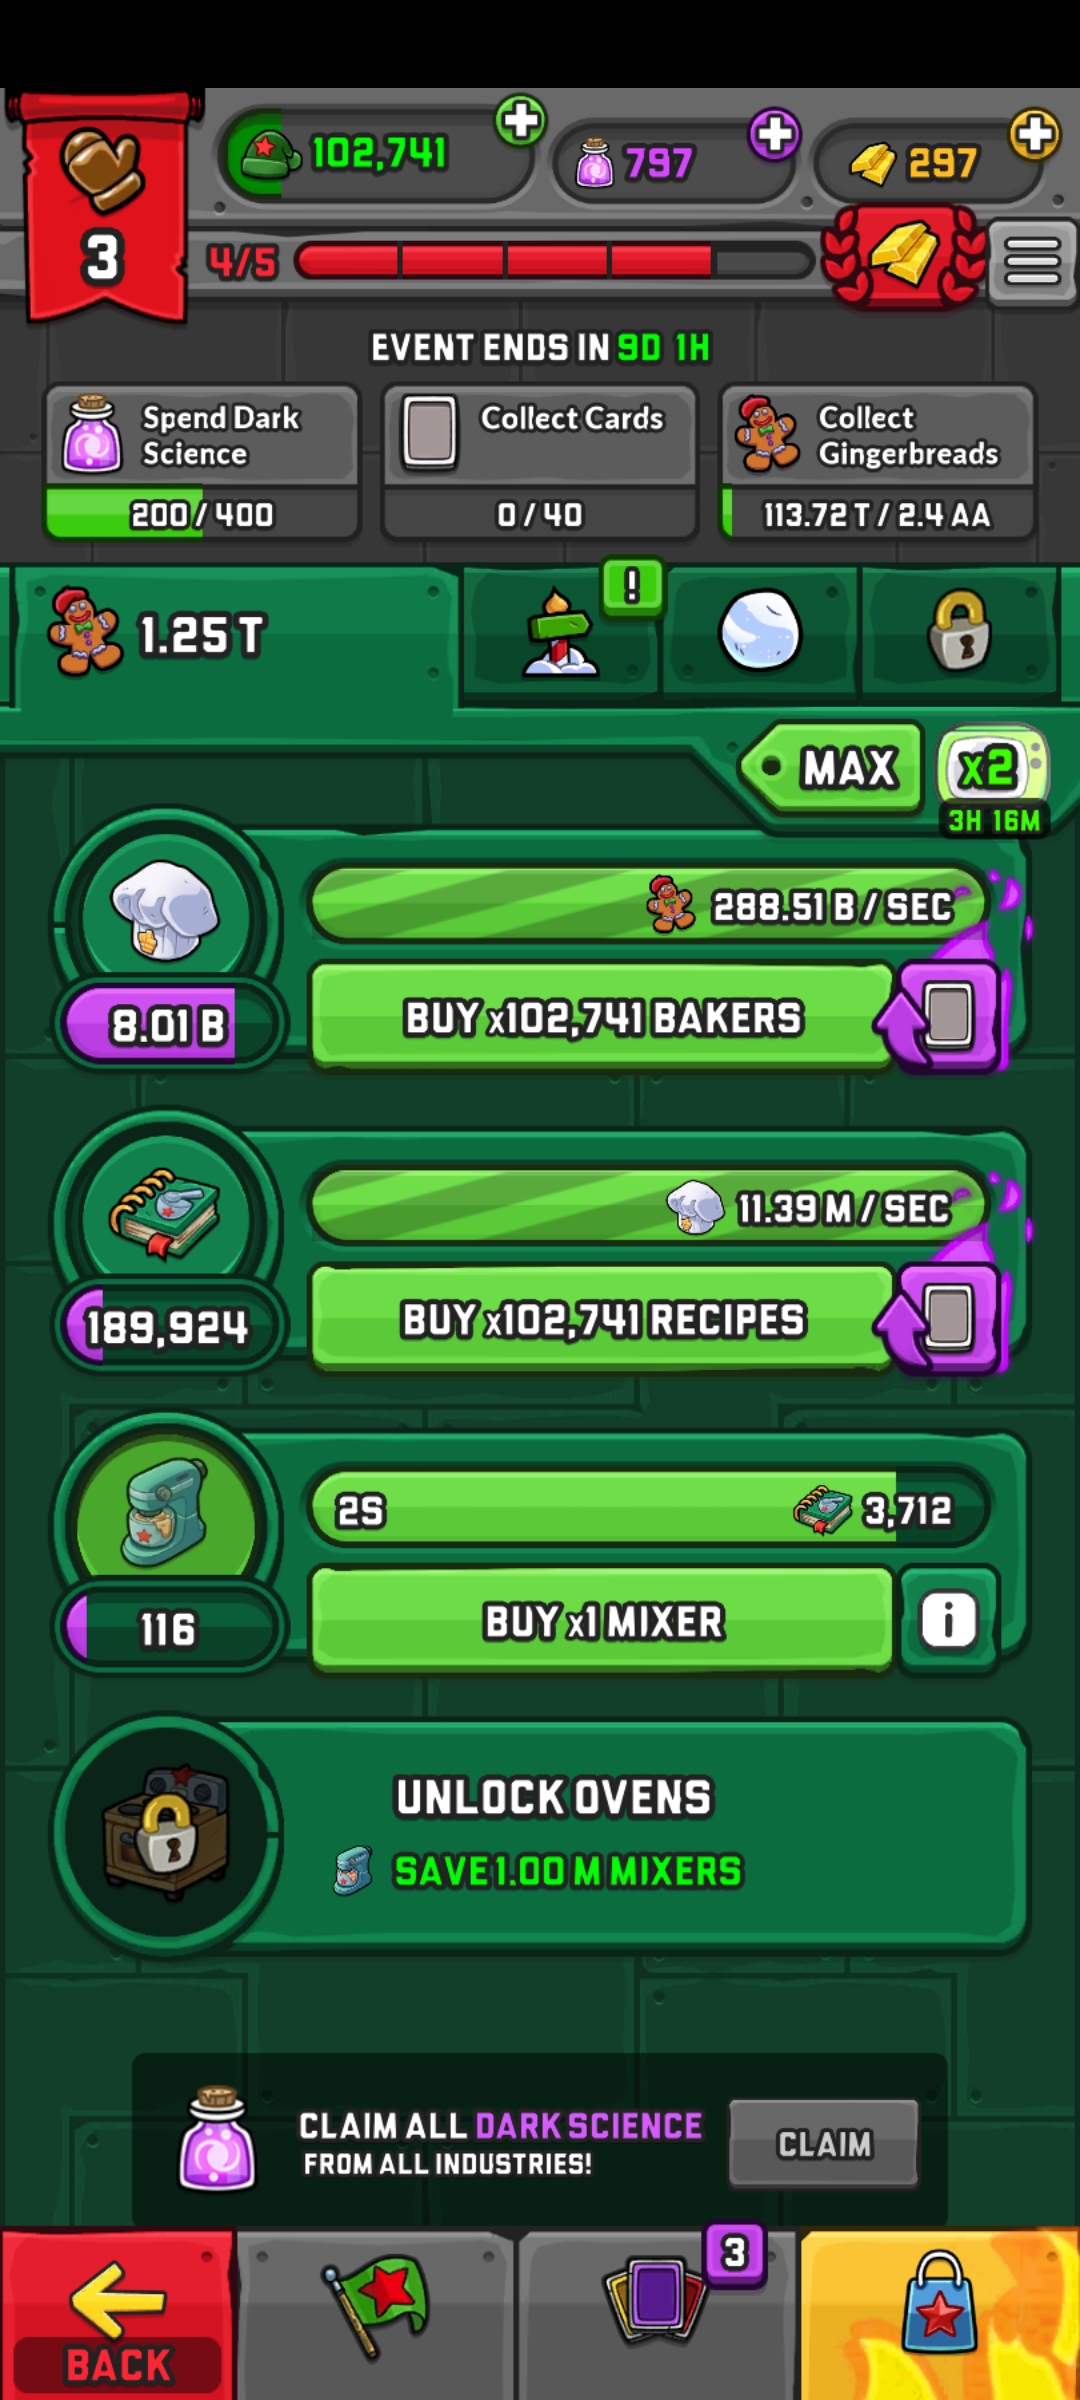 102,741
797
297
3
4/5
EVENT ENDS IN 9D 1H
Spend Dark Science
200 / 400
Collect Cards
0 / 40
Collect Gingerbreads
113.72 T / 2.4 AA
1.25 T
!
MAX
x2
3H 16M
288.51 B / SEC
8.01 B
BUY x102,741 BAKERS
11.39 M / SEC
189,924
BUY x102,741 RECIPES
2S
3,712
116
BUY x1 MIXER
i
UNLOCK OVENS
SAVE 1.00 M MIXERS
CLAIM ALL DARK SCIENCE
FROM ALL INDUSTRIES!
CLAIM
3
BACK